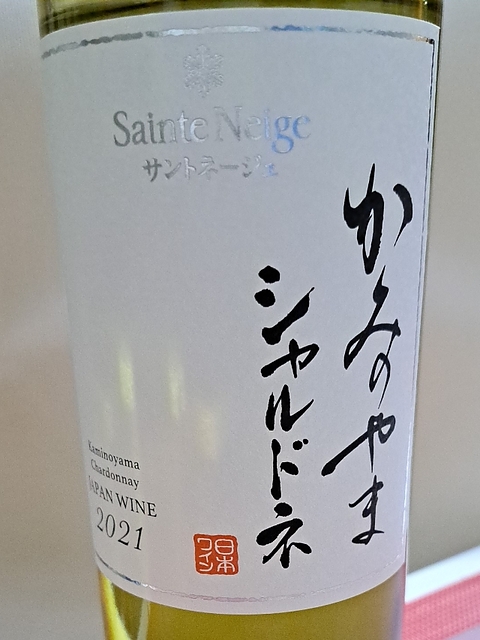 Sainte Neige
サントネージュ
かみのやま
シャルドネ
Kaminoyama
Chardonnay
JAPAN WINE
2021
日本
ワイン